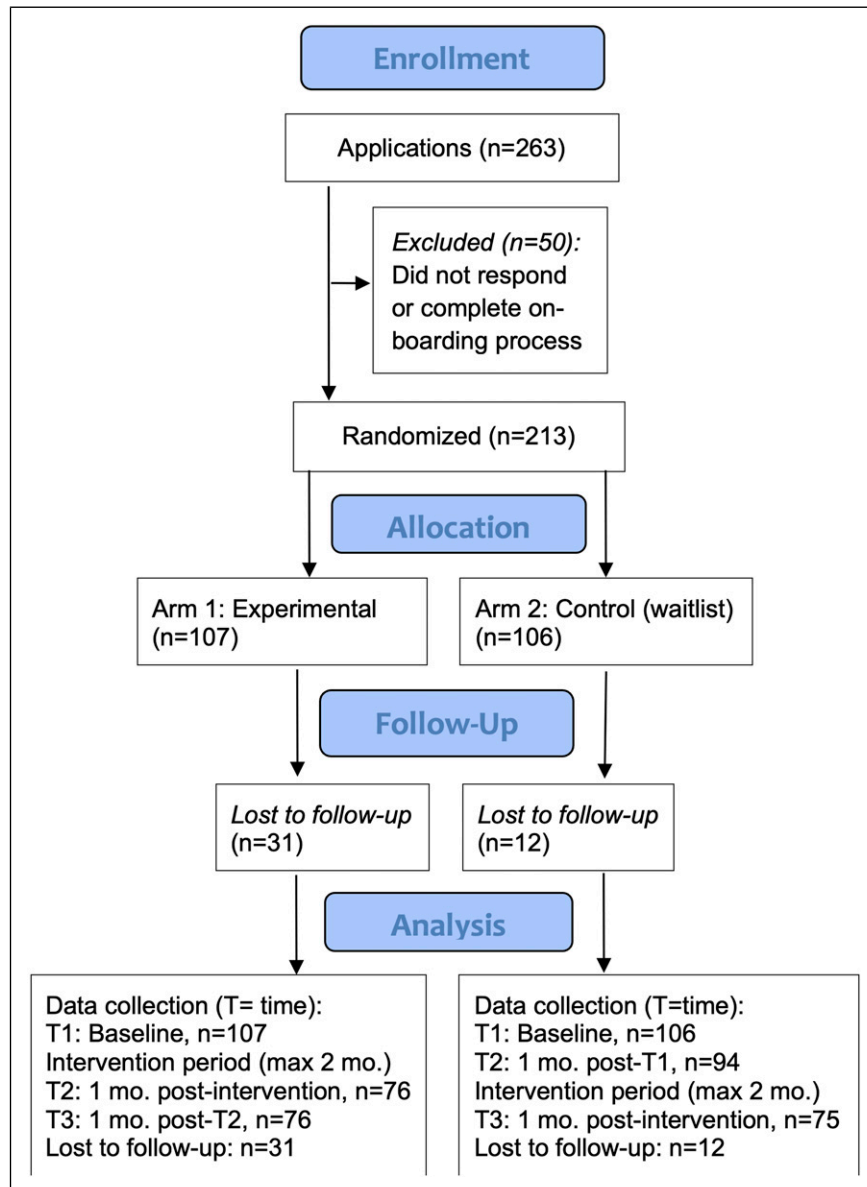 Enrollment
Applications (n=263)
Excluded (n=50):
Did not respond
or complete on-
boarding process
Randomized (n=213)
Allocation
Arm 1: Experimental
(n=107)
Arm 2: Control (waitlist)
(n=106)
Follow-Up
Lost to follow-up
(n=31)
Lost to follow-up
(n=12)
Analysis
Data collection (T= time):
T1: Baseline, n=107
Intervention period (max 2 mo.)
T2: 1 mo. post-intervention, n=76
T3: 1 mo. post-T2, n=76
Lost to follow-up: n=31
Data collection (T=time):
T1: Baseline, n=106
T2: 1 mo. post-T1, n=94
Intervention period (max 2 mo.)
T3: 1 mo. post-intervention, n=75
Lost to follow-up: n=12